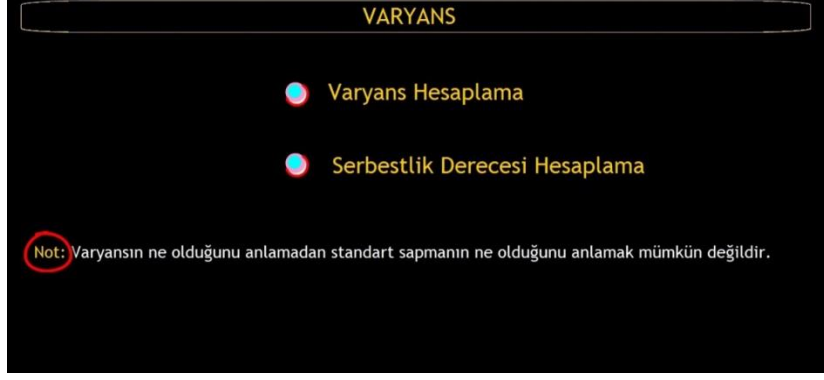 VARYANS
Varyans Hesaplama
Serbestlik Derecesi Hesaplama
Not: Varyansın ne olduğunu anlamadan standart sapmanın ne olduğunu anlamak mümkün değildir.